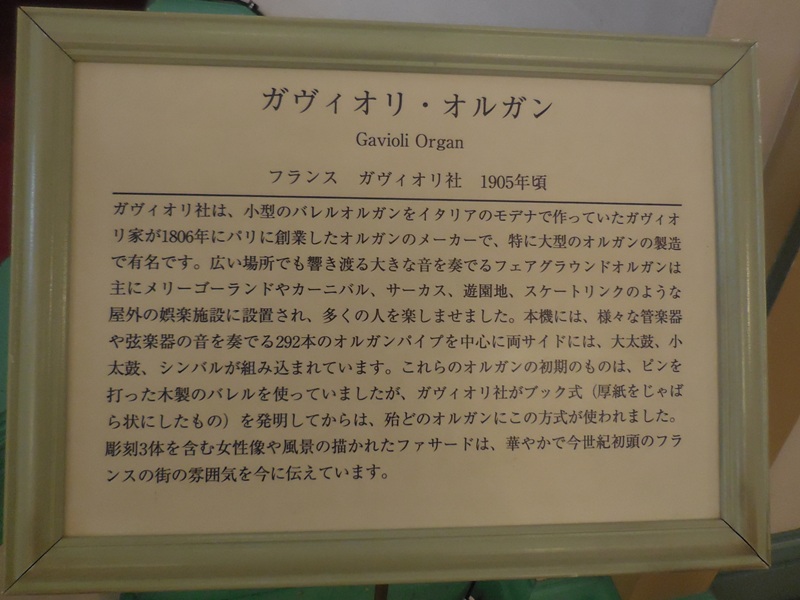 ガヴィオリ・オルガン
Gavioli Organ
フランス　ガヴィオリ社　1905年頃
ガヴィオリ社は、小型のバレルオルガンをイタリアのモデナで作っていたガヴィオ
リ家が1806年にパリに創業したオルガンのメーカーで、特に大型のオルガンの製造
で有名です。広い場所でも響き渡る大きな音を奏でるフェアグラウンドオルガンは
主にメリーゴーランドやカーニバル、サーカス、遊園地、スケートリンクのような
屋外の娯楽施設に設置され、多くの人を楽しませました。本機には、様々な管楽器
や弦楽器の音を奏でる292本のオルガンパイプを中心に両サイドには、大太鼓、小
太鼓、シンバルが組み込まれています。これらのオルガンの初期のものは、ピンを
打った木製のバレルを使っていましたが、ガヴィオリ社がブック式（厚紙をじゃば
ら状にしたもの）を発明してからは、殆どのオルガンにこの方式が使われました。
彫刻3体を含む女性像や風景の描かれたファサードは、華やかで今世紀初頭のフラ
ンスの街の雰囲気を今に伝えています。